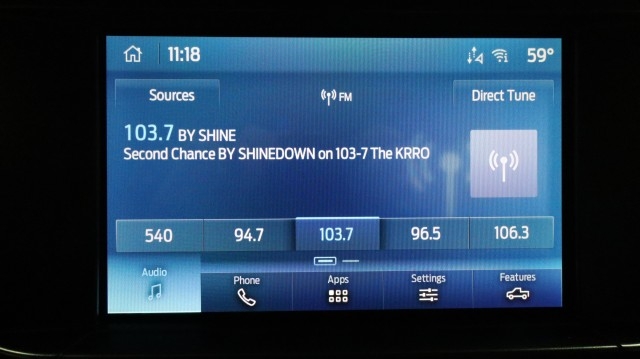 11:18 59°
Sources FM Direct Tune
103.7 BY SHINE
Second Chance BY SHINEDOWN on 103-7 The KRRO
540 94.7 103.7 96.5 106.3
Audio Phone Apps Settings Features